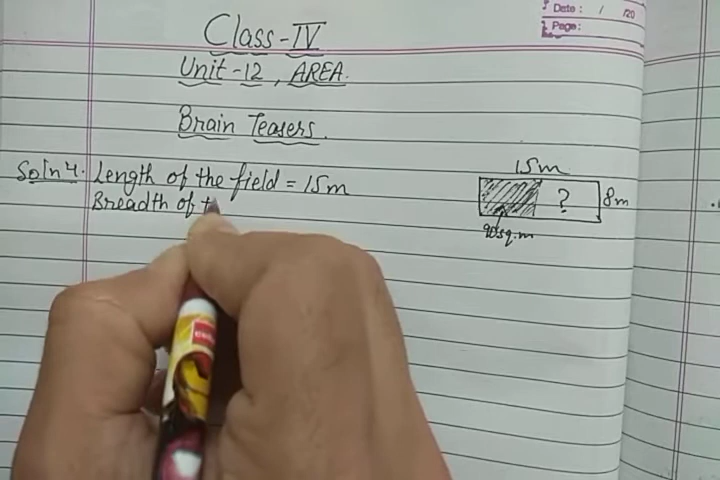 Date : / /20
Page:
Class-IV
Unit-12, AREA.
Brain Teasers.
Soln 4. Length of the field = 15m
Breadth of t
15m
?
8m
90sq.m